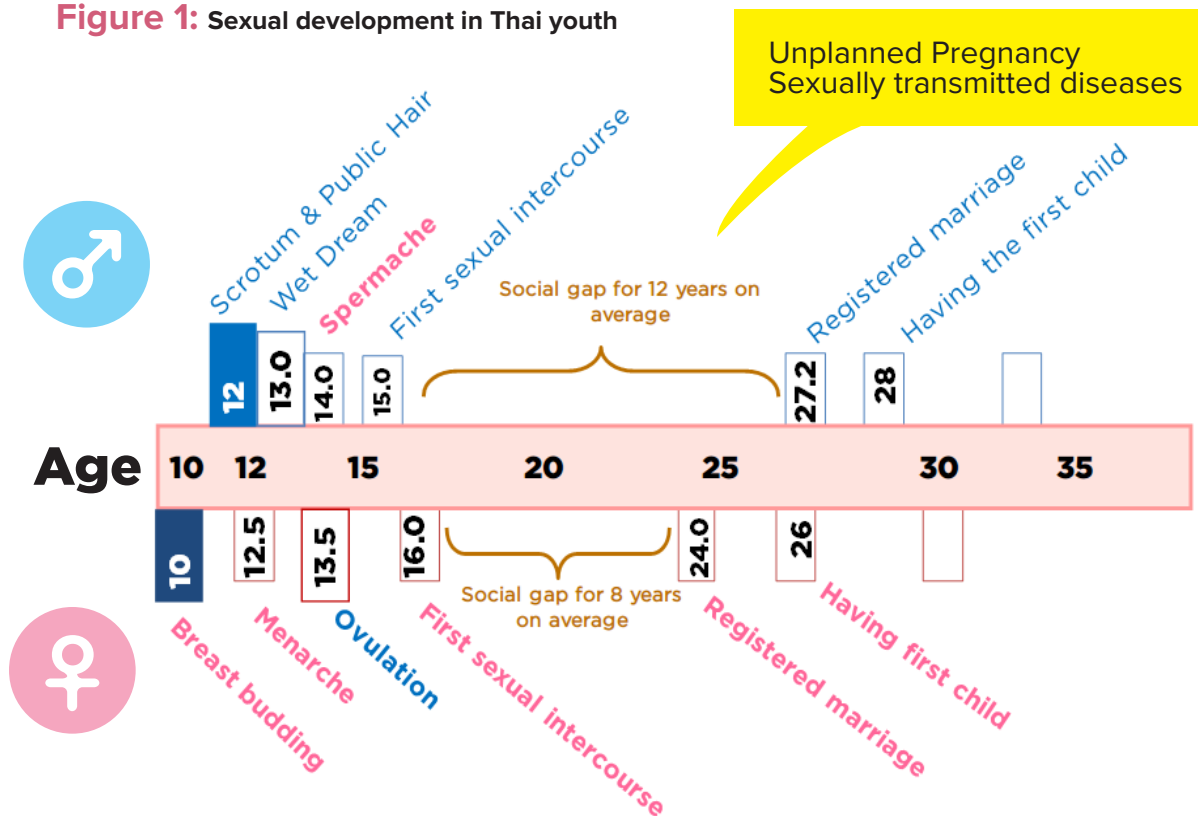 Figure 1: Sexual development in Thai youth
Unplanned Pregnancy
Sexually transmitted diseases
Scrotum & Public Hair
Wet Dream
Spermache
First sexual intercourse
Registered marriage
Having the first child
Social gap for 12 years on
average
12
13.0
14.0
15.0
27.2
28
Age 10 12 15 20 25 30 35
10
12.5
13.5
16.0
24.0
26
Social gap for 8 years
on average
Breast budding
Menarche
Ovulation
First sexual intercourse
Registered marriage
Having first child